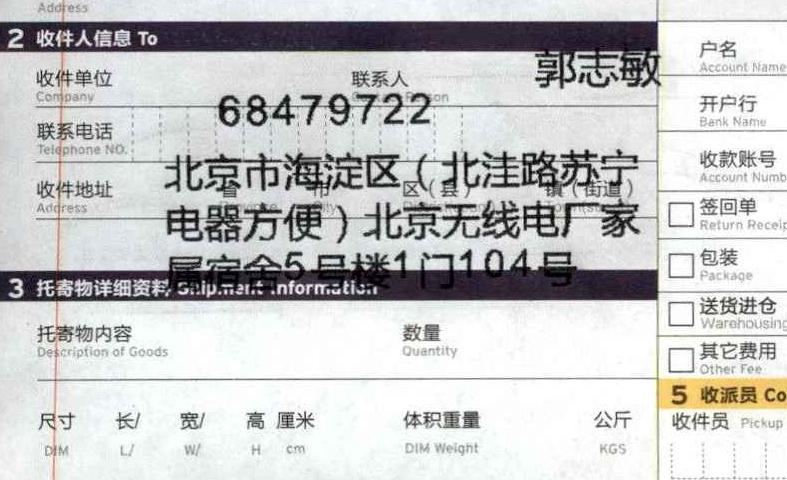 Address
2 收件人信息 To
收件单位
Company
联系人
Contact Person
郭志敏
68479722
联系电话
Telephone NO.
收件地址
Address
省 市 区（县） 镇（街道）
Province City
北京市海淀区（北洼路苏宁
电器方便）北京无线电厂家
属宿舍5号楼1门104号
3 托寄物详细资料 Shipment Information
托寄物内容
Description of Goods
数量
Quantity
尺寸 长/ 宽/ 高 厘米
DIM L/ W/ H cm
体积重量 公斤
DIM Weight KGS
户名
Account Name
开户行
Bank Name
收款账号
Account Numb
签回单
Return Receip
包装
Package
送货进仓
Warehousing
其它费用
Other Fee
5 收派员 Co
收件员 Pickup